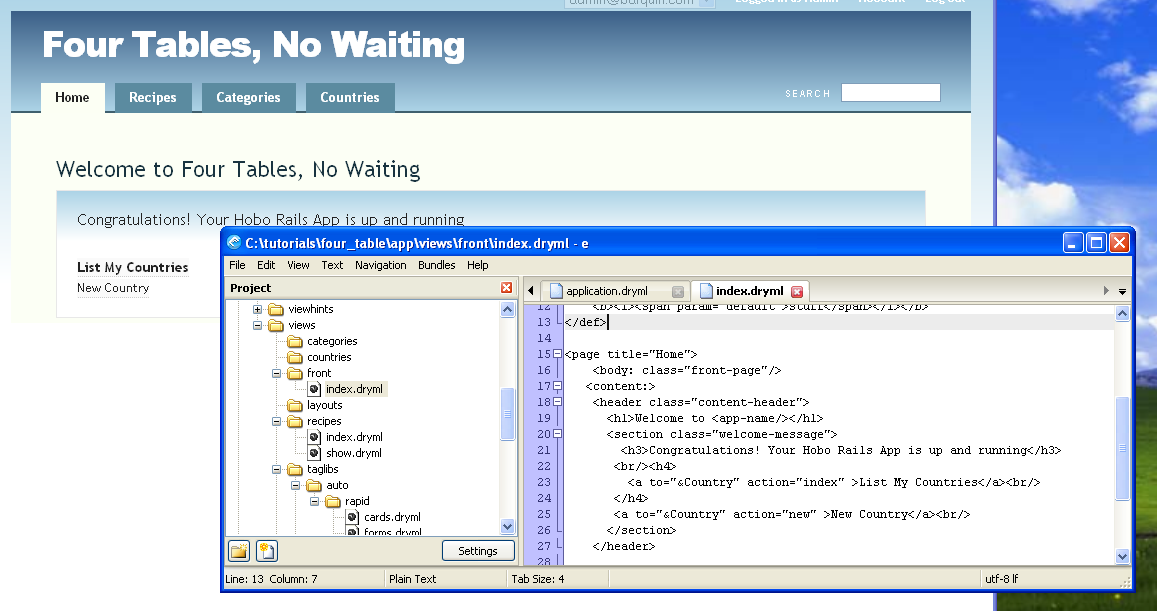 admin@barquin.com Logged in as Admin Account Log out
Four Tables, No Waiting
Home Recipes Categories Countries SEARCH
Welcome to Four Tables, No Waiting
Congratulations! Your Hobo Rails App is up and running
List My Countries
New Country
C:\tutorials\four_table\app\views\front\index.dryml - e
File Edit View Text Navigation Bundles Help
Project
viewhints
views
categories
countries
front
index.dryml
layouts
recipes
index.dryml
show.dryml
taglibs
auto
rapid
cards.dryml
forms.dryml
Settings
application.dryml index.dryml
12 <b><i><span param="default">stuff</span></i></b>
13 </def>
14
15 <page title="Home">
16 <body: class="front-page"/>
17 <content:>
18 <header class="content-header">
19 <h1>Welcome to <app-name/></h1>
20 <section class="welcome-message">
21 <h3>Congratulations! Your Hobo Rails App is up and running</h3>
22 <br/><h4>
23 <a to="&Country" action="index" >List My Countries</a><br/>
24 </h4>
25 <a to="&Country" action="new" >New Country</a><br/>
26 </section>
27 </header>
28
Line: 13 Column: 7 Plain Text Tab Size: 4 utf-8 lf